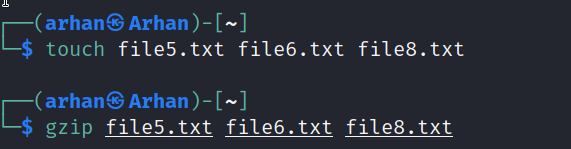 ┌──(arhan㉿Arhan)-[~]
└─$ touch file5.txt file6.txt file8.txt
┌──(arhan㉿Arhan)-[~]
└─$ gzip file5.txt file6.txt file8.txt